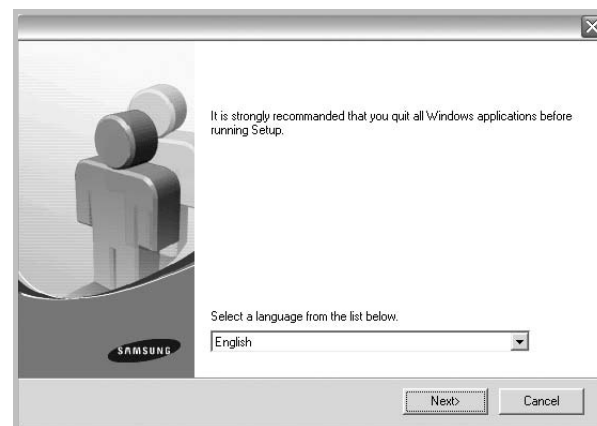 It is strongly recommanded that you quit all Windows applications before
running Setup.
Select a language from the list below.
English
SAMSUNG
Next>
Cancel